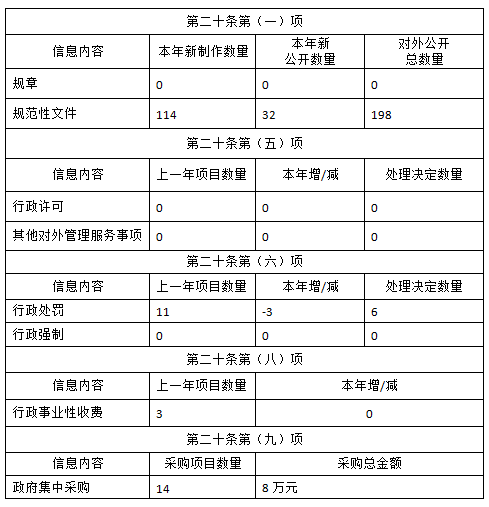 第二十条第（一）项
信息内容 本年新制作数量 本年新公开数量 对外公开总数量
规章 0 0 0
规范性文件 114 32 198
第二十条第（五）项
信息内容 上一年项目数量 本年增/减 处理决定数量
行政许可 0 0 0
其他对外管理服务事项 0 0 0
第二十条第（六）项
信息内容 上一年项目数量 本年增/减 处理决定数量
行政处罚 11 -3 6
行政强制 0 0 0
第二十条第（八）项
信息内容 上一年项目数量 本年增/减
行政事业性收费 3 0
第二十条第（九）项
信息内容 采购项目数量 采购总金额
政府集中采购 14 8 万元